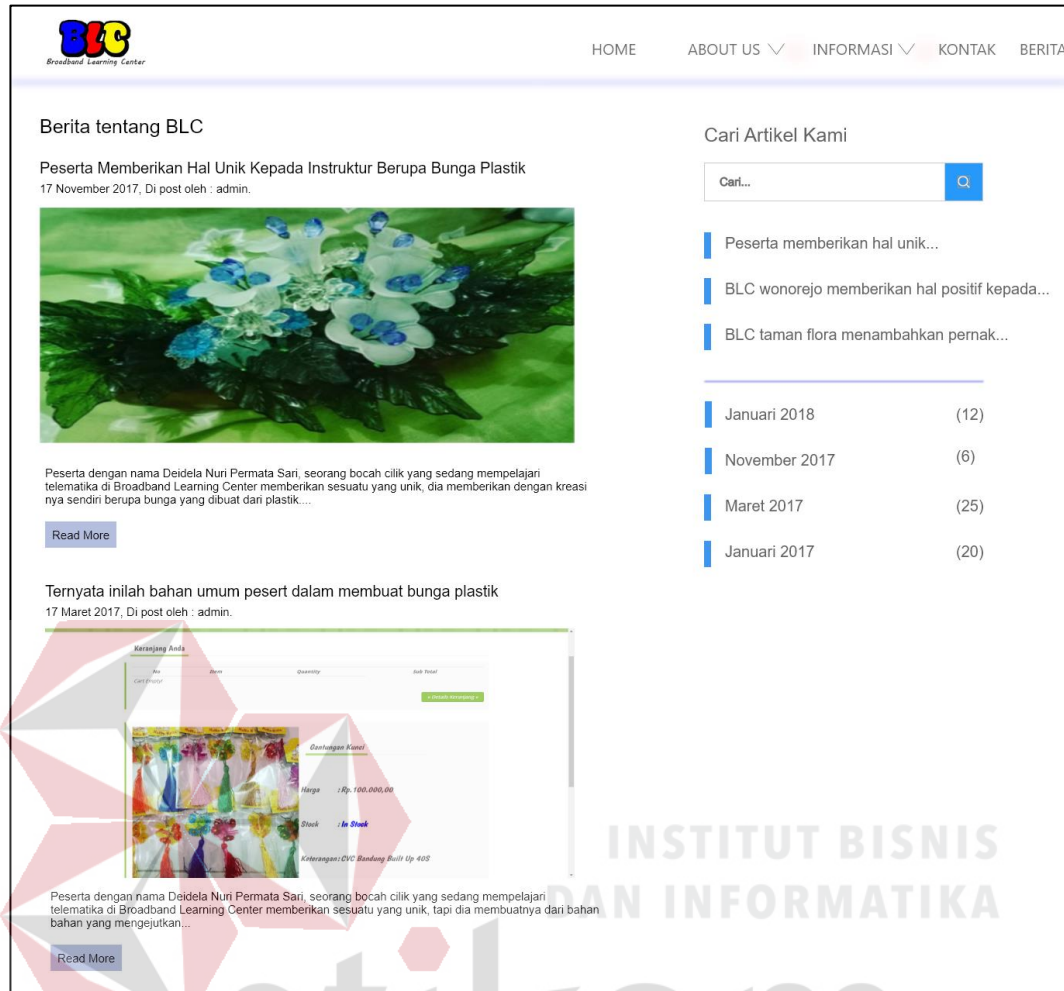 BLC
Broadband Learning Center
HOME ABOUT US INFORMASI KONTAK BERITA
Berita tentang BLC
Peserta Memberikan Hal Unik Kepada Instruktur Berupa Bunga Plastik
17 November 2017, Di post oleh : admin.
Peserta dengan nama Deidela Nuri Permata Sari, seorang bocah cilik yang sedang mempelajari
telematika di Broadband Learning Center memberikan sesuatu yang unik, dia memberikan dengan kreasi
nya sendiri berupa bunga yang dibuat dari plastik....
Read More
Ternyata inilah bahan umum pesert dalam membuat bunga plastik
17 Maret 2017, Di post oleh : admin.
Keranjang Anda
No Item Quantity Sub Total
Cart Empty!
Gantungan Kunci
Harga : Rp.100.000,00
Stock : In Stock
Keterangan : CVC Bandung Built Up 40S
Peserta dengan nama Deidela Nuri Permata Sari, seorang bocah cilik yang sedang mempelajari
telematika di Broadband Learning Center memberikan sesuatu yang unik, tapi dia membuatnya dari bahan
bahan yang mengejutkan...
Read More
Cari Artikel Kami
Cari...
Peserta memberikan hal unik...
BLC wonorejo memberikan hal positif kepada...
BLC taman flora menambahkan pernak...
Januari 2018 (12)
November 2017 (6)
Maret 2017 (25)
Januari 2017 (20)
INSTITUT BISNIS
DAN INFORMATIKA